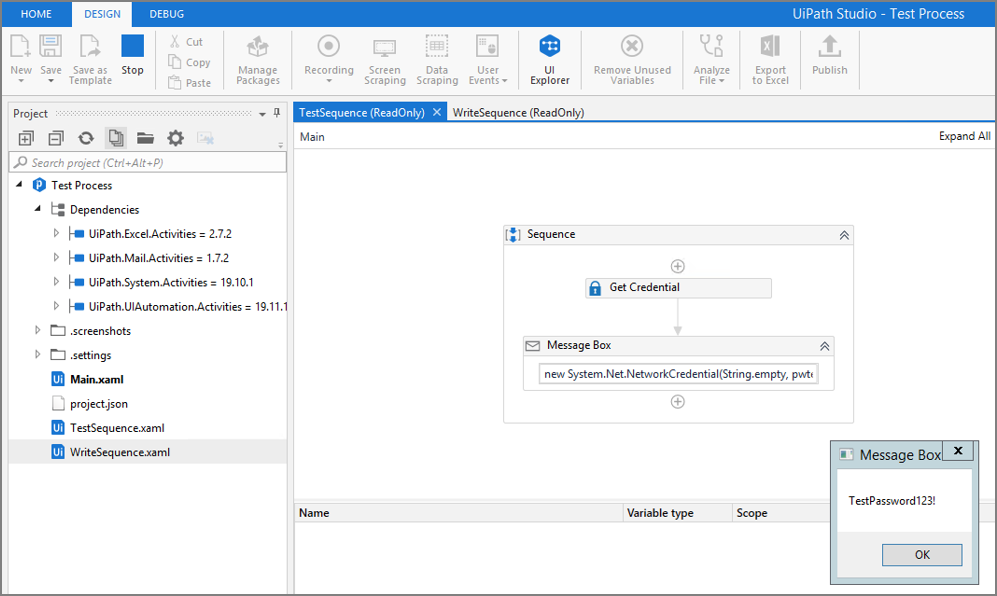 HOME DESIGN DEBUG UiPath Studio - Test Process
New Save Save as Template Stop
Cut
Copy
Paste
Manage Packages
Recording
Screen Scraping
Data Scraping
User Events
UI Explorer
Remove Unused Variables
Analyze File
Export to Excel
Publish
Project
Search project (Ctrl+Alt+P)
Test Process
Dependencies
UiPath.Excel.Activities = 2.7.2
UiPath.Mail.Activities = 1.7.2
UiPath.System.Activities = 19.10.1
UiPath.UIAutomation.Activities = 19.11.1
.screenshots
.settings
Ui Main.xaml
project.json
Ui TestSequence.xaml
Ui WriteSequence.xaml
TestSequence (ReadOnly) WriteSequence (ReadOnly)
Main Expand All
Sequence
Get Credential
Message Box
new System.Net.NetworkCredential(String.empty, pwte
Name Variable type Scope
Message Box X
TestPassword123!
OK